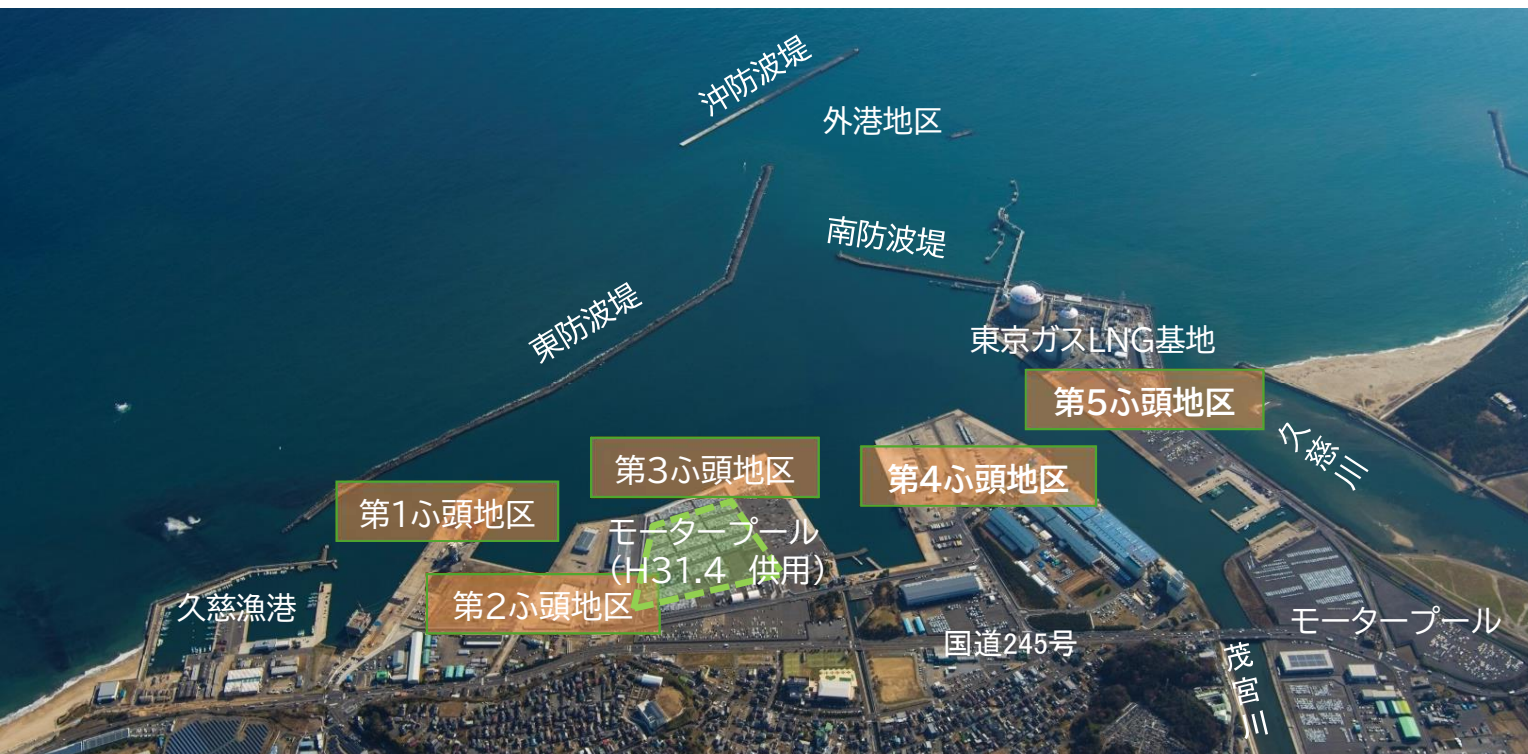 沖防波堤
外港地区
南防波堤
東防波堤
東京ガスLNG基地
第5ふ頭地区
久慈川
第3ふ頭地区
第4ふ頭地区
第1ふ頭地区
モータープール
(H31.4 供用)
第2ふ頭地区
久慈漁港
モータープール
国道245号
茂宮川